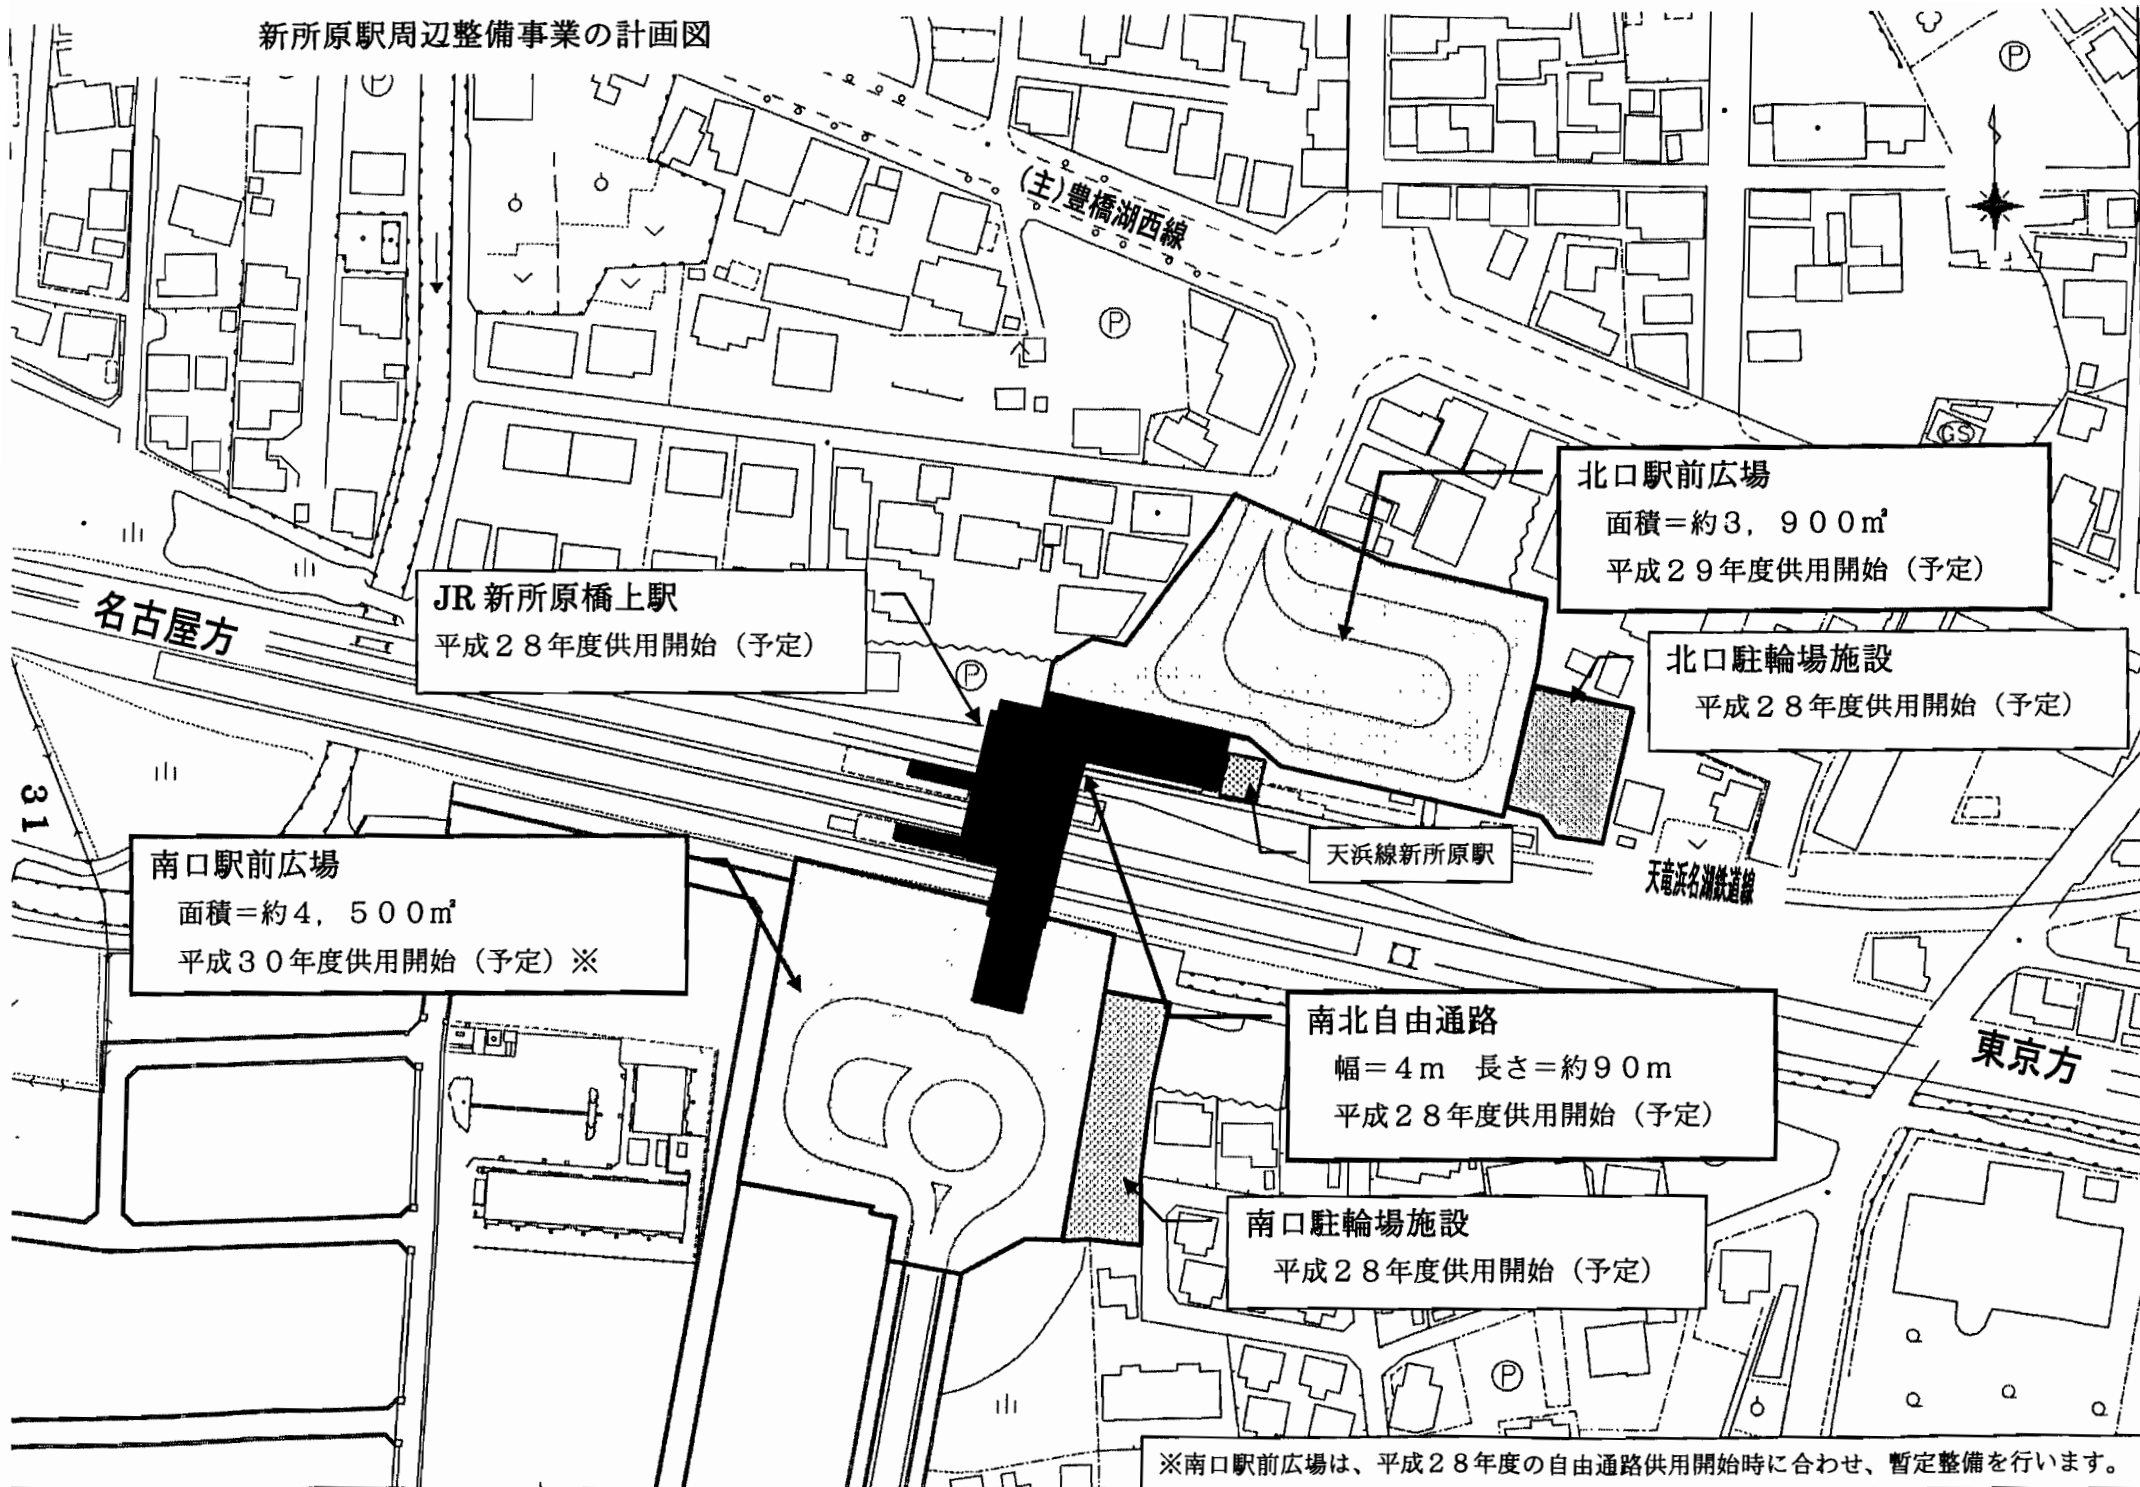 新所原駅周辺整備事業の計画図
Ⓟ
Ⓟ
(主)豊橋湖西線
Ⓟ
GS
北口駅前広場
面積＝約3，900㎡
平成29年度供用開始（予定）
名古屋方
JR 新所原橋上駅
平成28年度供用開始（予定）
Ⓟ
北口駐輪場施設
平成28年度供用開始（予定）
31
南口駅前広場
面積＝約4，500㎡
平成30年度供用開始（予定）※
天浜線新所原駅
天竜浜名湖鉄道線
南北自由通路
幅＝4m　長さ＝約90m
平成28年度供用開始（予定）
東京方
南口駐輪場施設
平成28年度供用開始（予定）
Ⓟ
※南口駅前広場は、平成28年度の自由通路供用開始時に合わせ、暫定整備を行います。